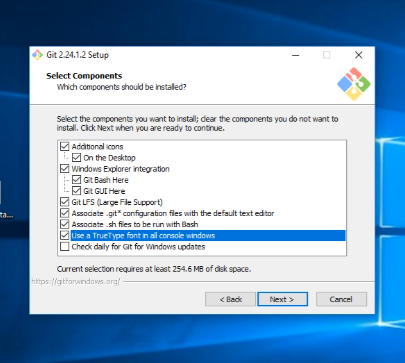 Git 2.24.1.2 Setup
Select Components
Which components should be installed?
Select the components you want to install; clear the components you do not want to
install. Click Next when you are ready to continue.
Additional icons
On the Desktop
Windows Explorer integration
Git Bash Here
Git GUI Here
Git LFS (Large File Support)
Associate .git* configuration files with the default text editor
Associate .sh files to be run with Bash
Use a TrueType font in all console windows
Check daily for Git for Windows updates
Current selection requires at least 254.6 MB of disk space.
https://gitforwindows.org/
< Back
Next >
Cancel
ta...